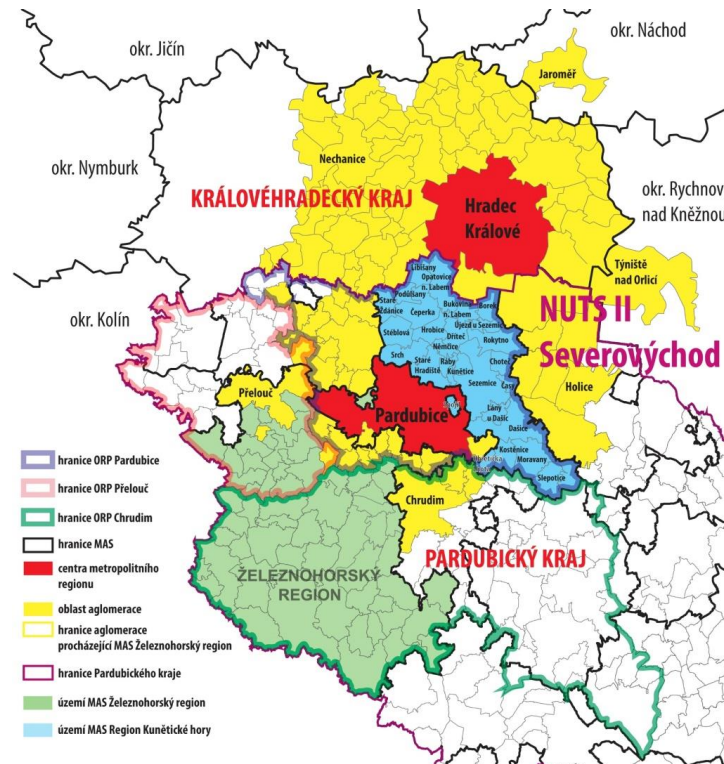 okr. Jičín
okr. Náchod
Jaroměř
Nechanice
okr. Nymburk
KRÁLOVÉHRADECKÝ KRAJ
okr. Rychnov
nad Kněžnou
Hradec
Králové
Týniště
nad Orlicí
Libišany
Opatovice
n. Labem
Podůlšany
Bukovina
n. Labem
Borek
Staré
Ždánice
Čeperka
Újezd u Sezemic
NUTS II
Severovýchod
okr. Kolín
Stéblová
Hrobice
Dříteč
Rokytno
Němčice
Srch
Staré
Hradiště
Ráby
Kunětice
Choteč
Sezemice
Časy
Holice
Přelouč
Pardubice
Lány
u Dašic
Dašice
Kostěnice
Moravany
Slepotice
Chrudim
PARDUBICKÝ KRAJ
ŽELEZNOHORSKÝ
REGION
hranice ORP Pardubice
hranice ORP Přelouč
hranice ORP Chrudim
hranice MAS
centra metropolitního
regionu
oblast aglomerace
hranice aglomerace
procházející MAS Železnohorský region
hranice Pardubického kraje
území MAS Železnohorský region
území MAS Region Kunětické hory